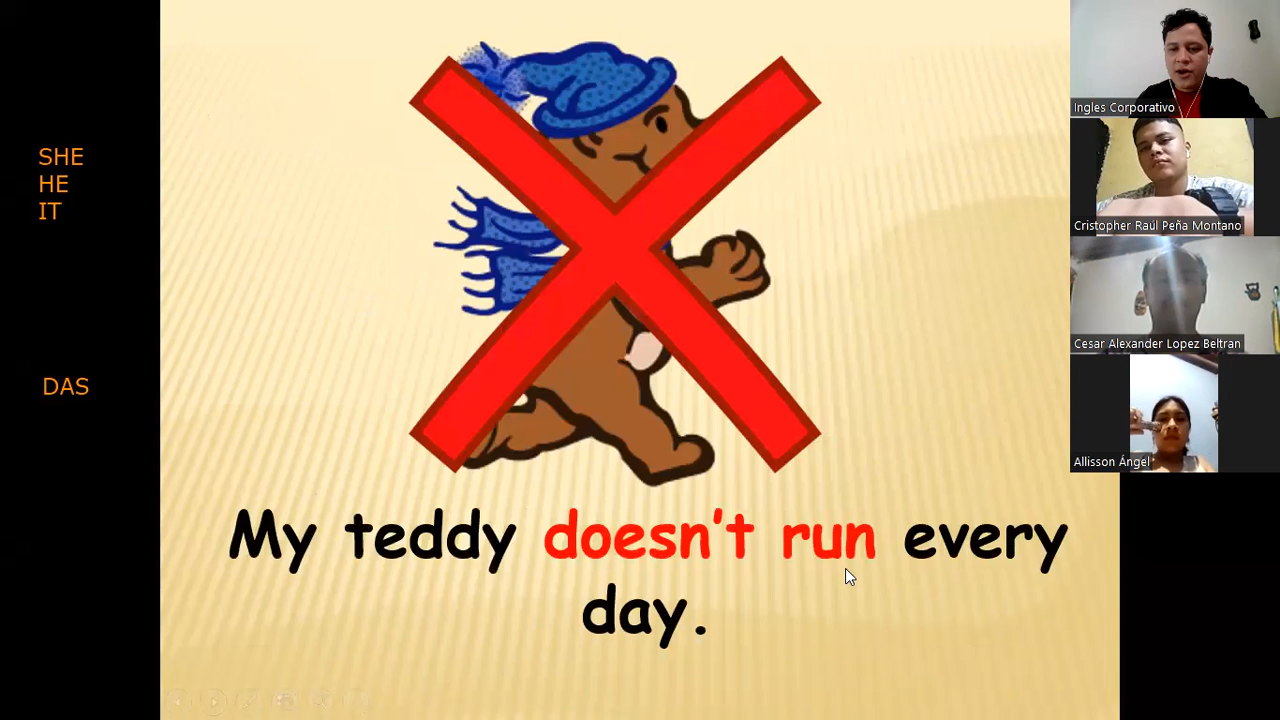 SHE
HE
IT
DAS
My teddy doesn't run every
day.
Ingles Corporativo
Cristopher Raúl Peña Montano
Cesar Alexander Lopez Beltran
Allisson Ángel